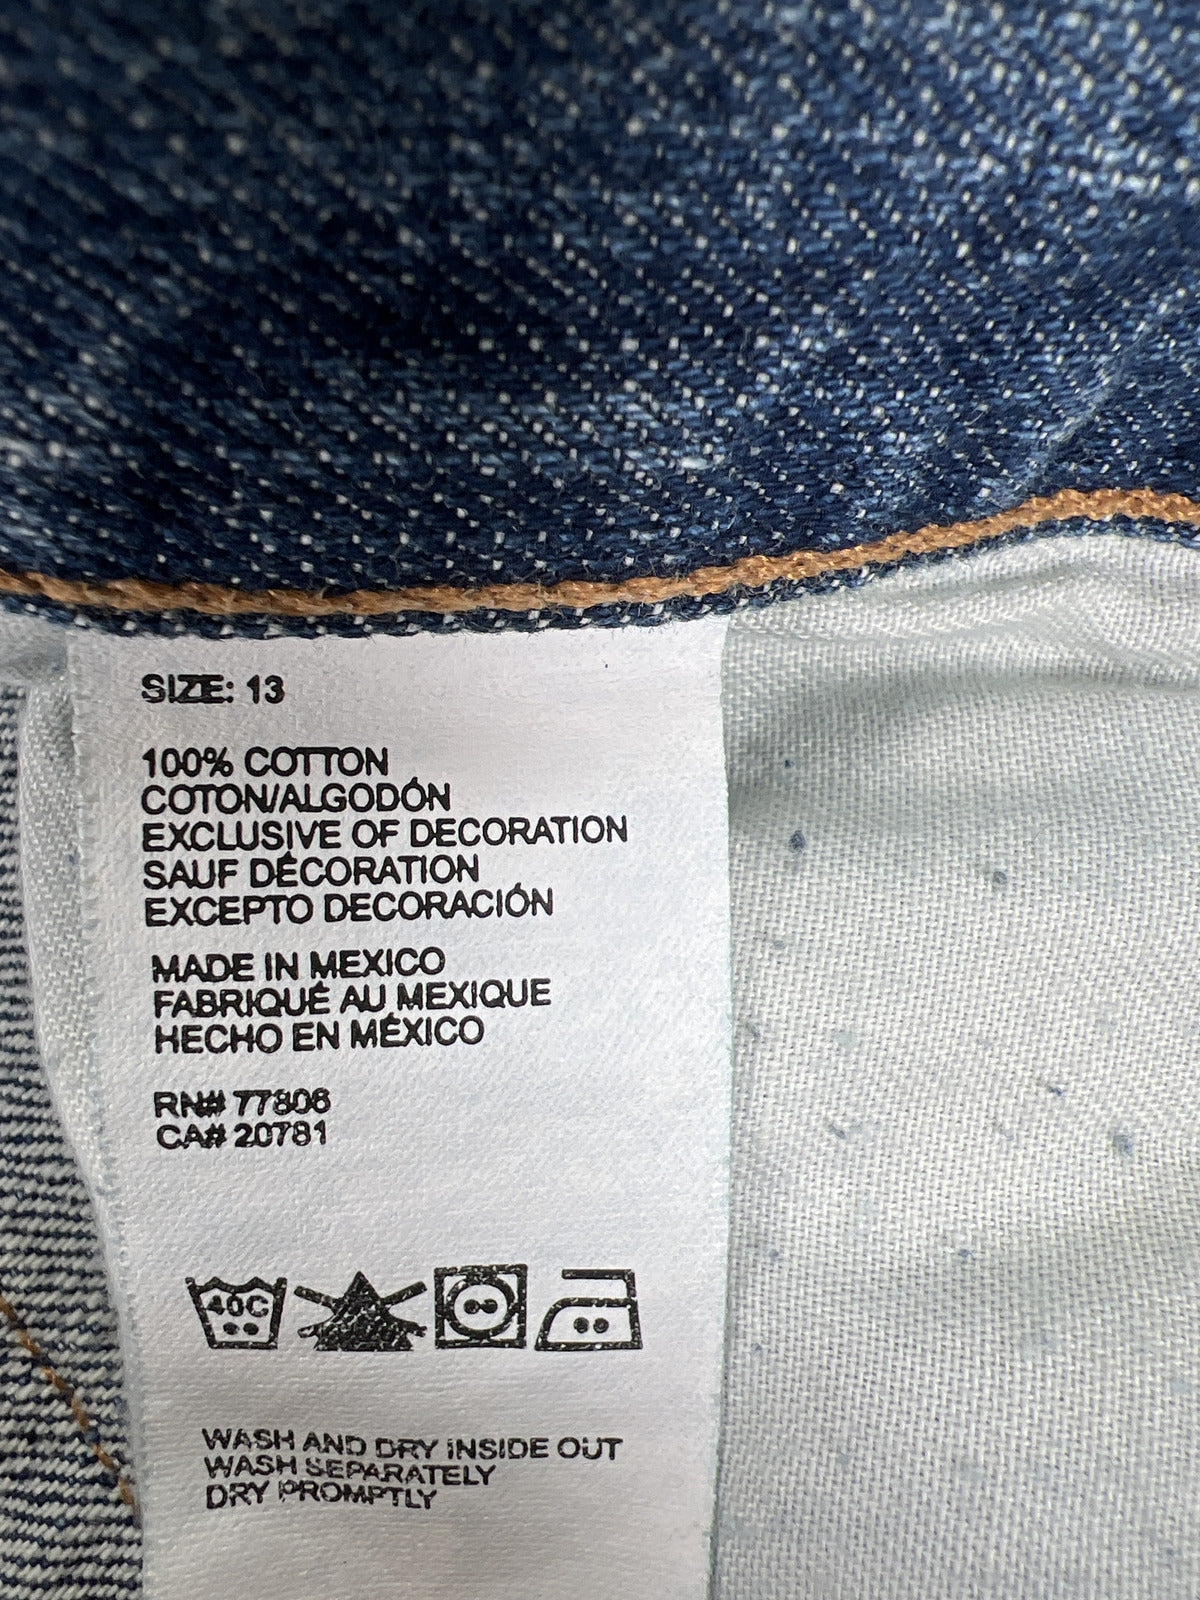 SIZE: 13
100% COTTON
COTON/ALGODÓN
EXCLUSIVE OF DECORATION
SAUF DÉCORATION
EXCEPTO DECORACIÓN
MADE IN MEXICO
FABRIQUÉ AU MEXIQUE
HECHO EN MÉXICO
RN# 77806
CA# 20781
40C
WASH AND DRY INSIDE OUT
WASH SEPARATELY
DRY PROMPTLY